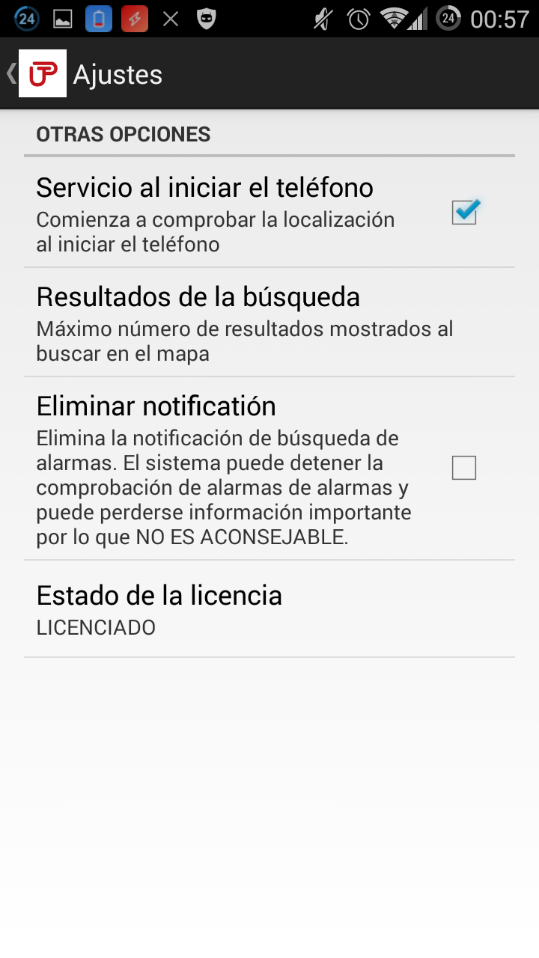 24
24
00:57
Ajustes
OTRAS OPCIONES
Servicio al iniciar el teléfono
Comienza a comprobar la localización
al iniciar el teléfono
Resultados de la búsqueda
Máximo número de resultados mostrados al
buscar en el mapa
Eliminar notificatión
Elimina la notificación de búsqueda de
alarmas. El sistema puede detener la
comprobación de alarmas de alarmas y
puede perderse información importante
por lo que NO ES ACONSEJABLE.
Estado de la licencia
LICENCIADO